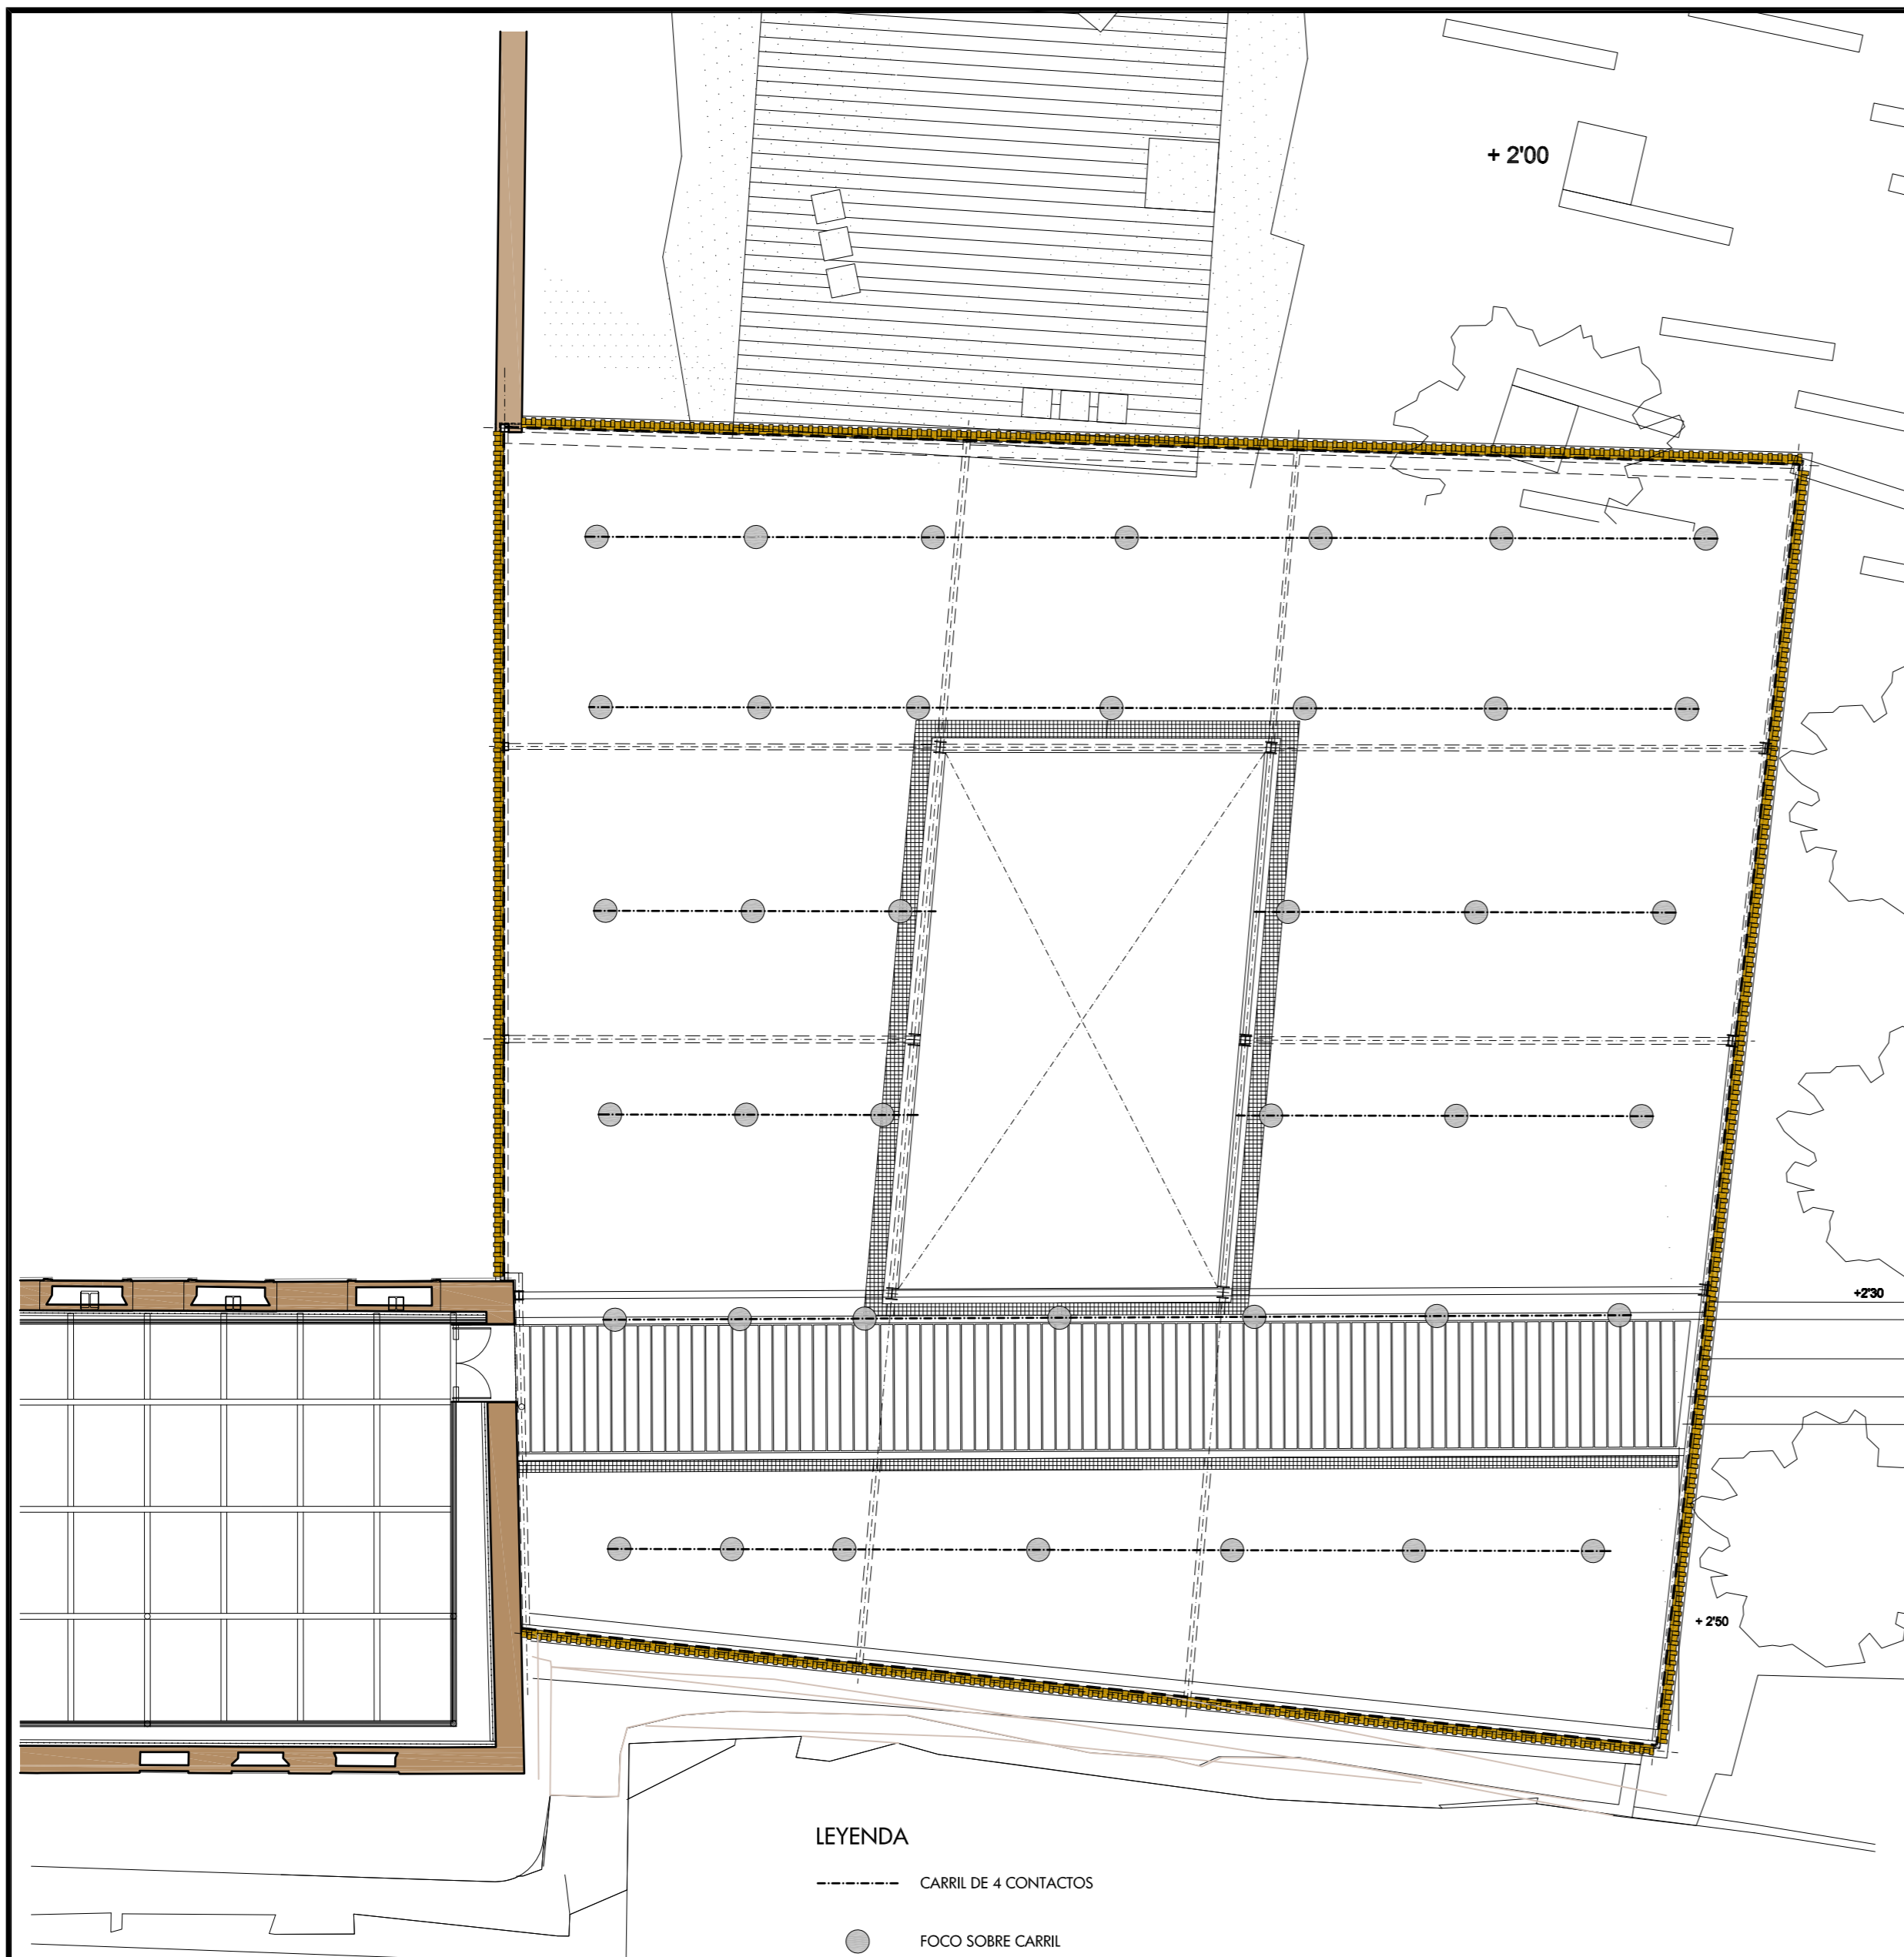 + 2'00
+2'30
+ 2'50
LEYENDA
CARRIL DE 4 CONTACTOS
FOCO SOBRE CARRIL